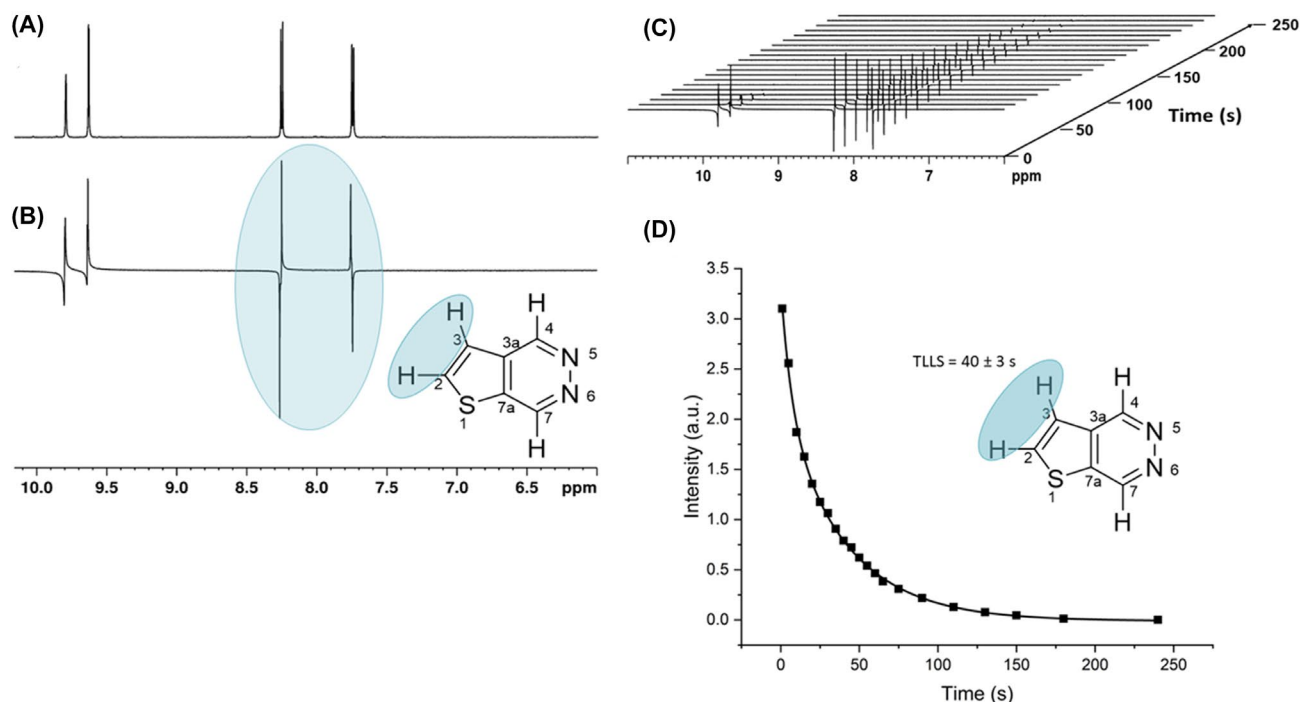 (A)
(B)
H
H
3
2
3a
4
H
N 5
N 6
S
1
7a
7
H
10.0 9.5 9.0 8.5 8.0 7.5 7.0 6.5 ppm
(C)
250
200
150
100
50
0
Time (s)
10 9 8 7 ppm
(D)
3.5
3.0
2.5
2.0
1.5
1.0
0.5
0.0
Intensity (a.u.)
TLLS = 40 ± 3 s
H
H
3
2
3a
4
H
N 5
N 6
S
1
7a
7
H
0 50 100 150 200 250
Time (s)